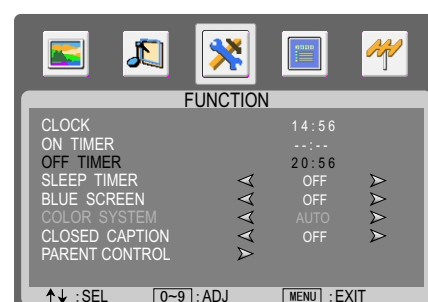 FUNCTION
CLOCK 14:56
ON TIMER --:--
OFF TIMER 20:56
SLEEP TIMER OFF
BLUE SCREEN OFF
COLOR SYSTEM AUTO
CLOSED CAPTION OFF
PARENT CONTROL
:SEL 0~9 :ADJ MENU :EXIT